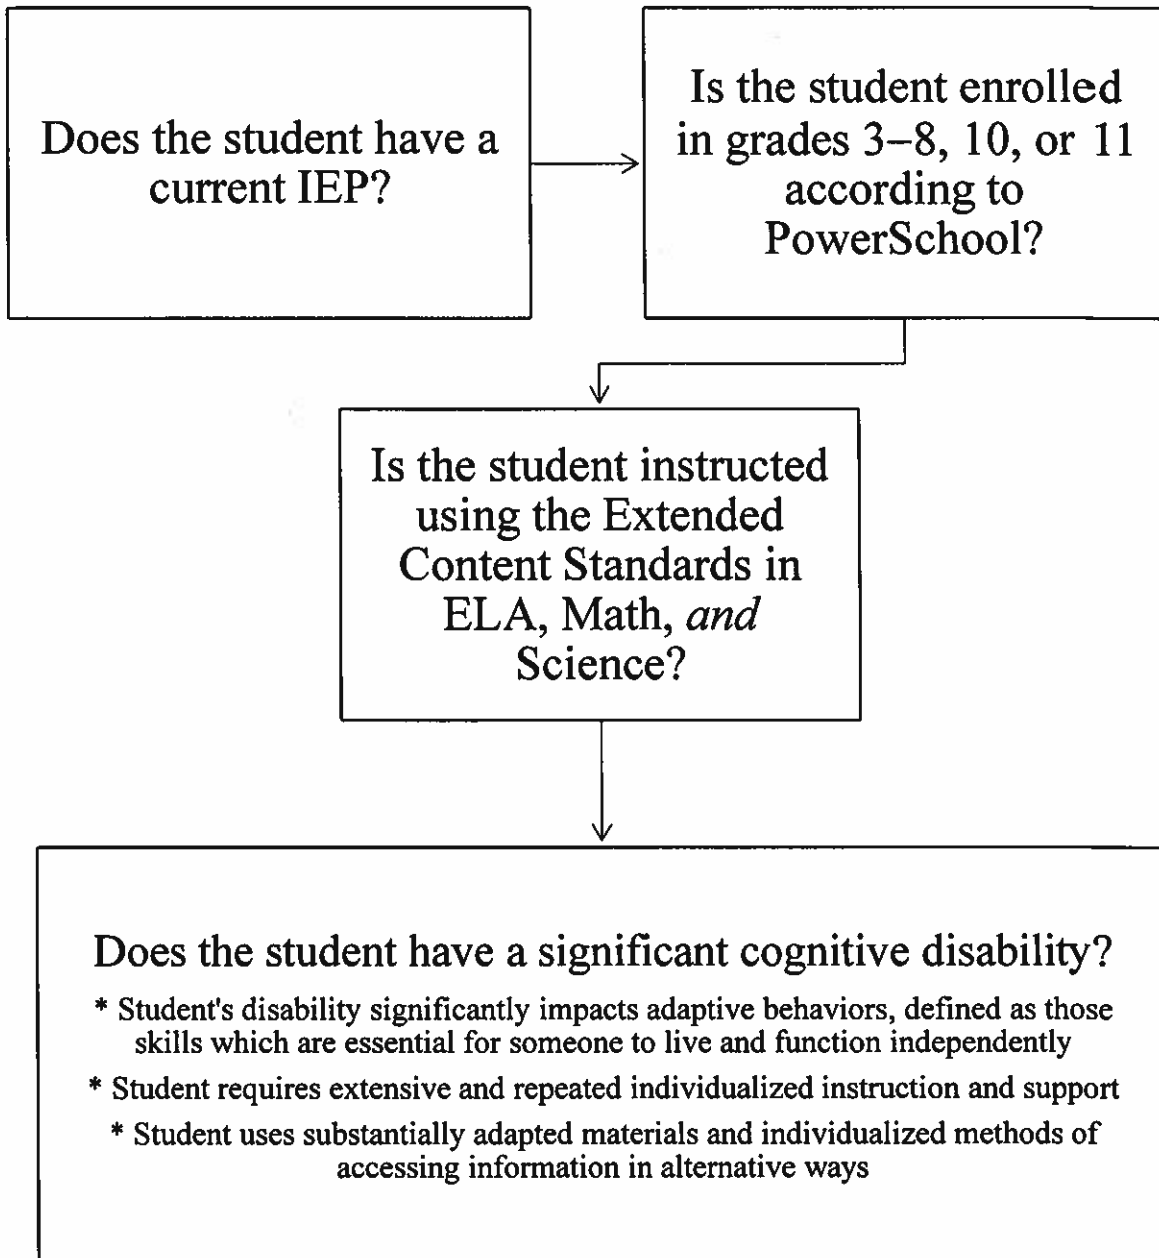 Does the student have a
current IEP?
Is the student enrolled
in grades 3–8, 10, or 11
according to
PowerSchool?
Is the student instructed
using the Extended
Content Standards in
ELA, Math, and
Science?
Does the student have a significant cognitive disability?
* Student's disability significantly impacts adaptive behaviors, defined as those
skills which are essential for someone to live and function independently
* Student requires extensive and repeated individualized instruction and support
* Student uses substantially adapted materials and individualized methods of
accessing information in alternative ways